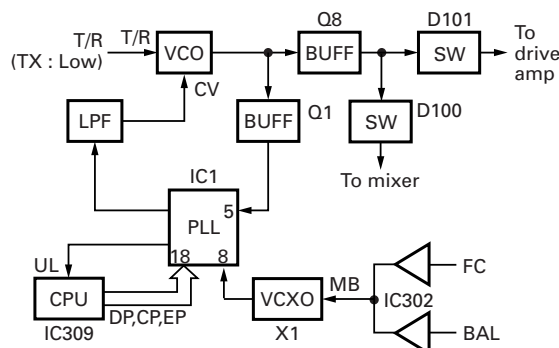 Q8
D101
T/R
T/R
(TX : Low)
VCO
BUFF
SW
To
drive
amp
CV
LPF
BUFF
Q1
SW
D100
IC1
To mixer
PLL
5
18
8
UL
CPU
DP,CP,EP
IC309
VCXO
X1
MB
IC302
FC
BAL